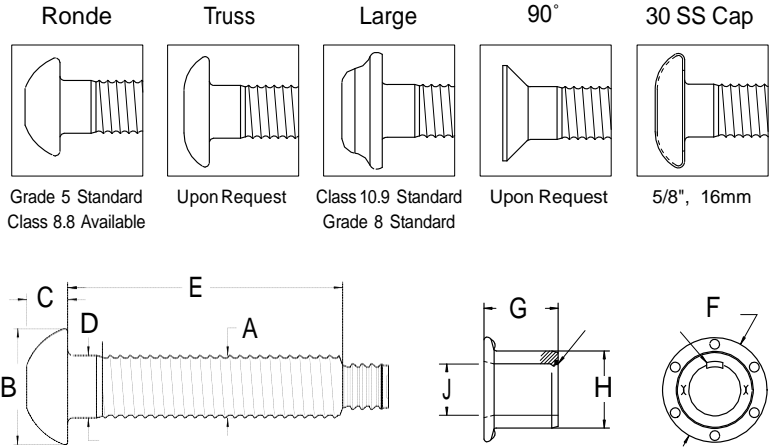 Ronde
Truss
Large
90°
30 SS Cap
Grade 5 Standard
Class 8.8 Available
Upon Request
Class 10.9 Standard
Grade 8 Standard
Upon Request
5/8", 16mm
C
E
D
A
B
G
J
H
F